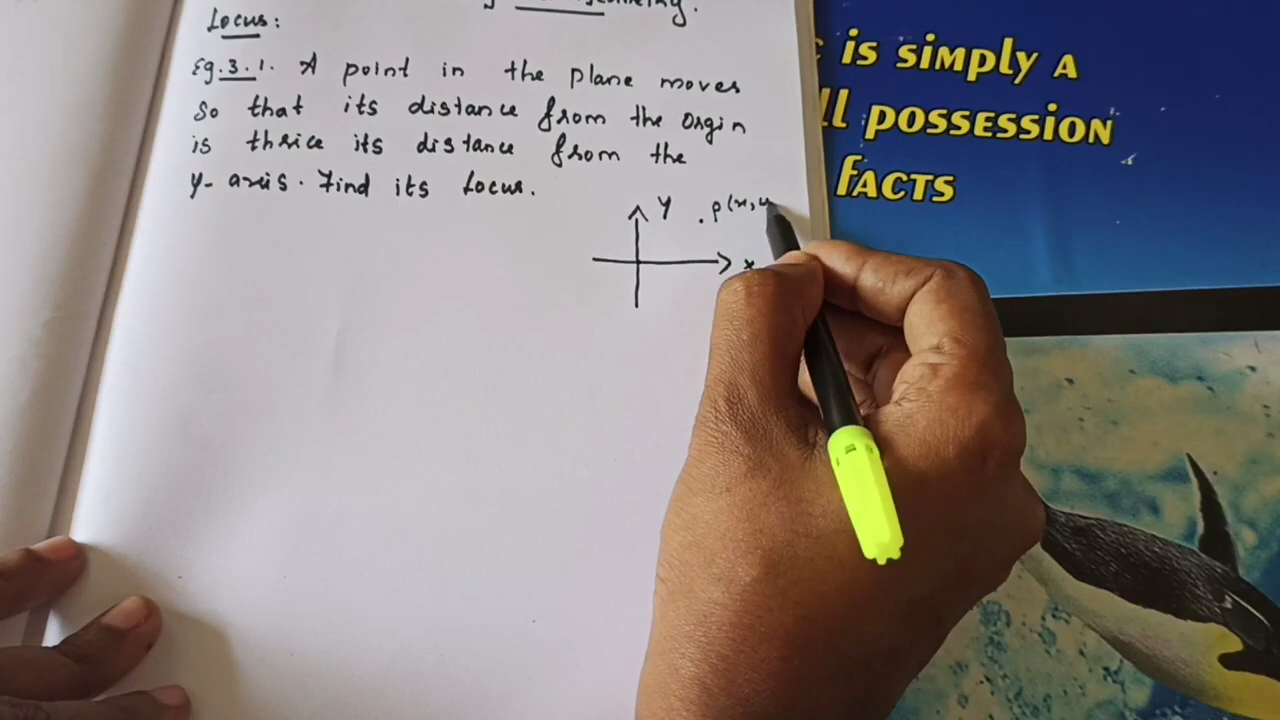 Locus:
Eg.3.1. A point in the plane moves
So that its distance from the orgin
is thrice its distance from the
y-axis. Find its Locus.
Y
. P(x,y
x
is simply a
ll possession
facts